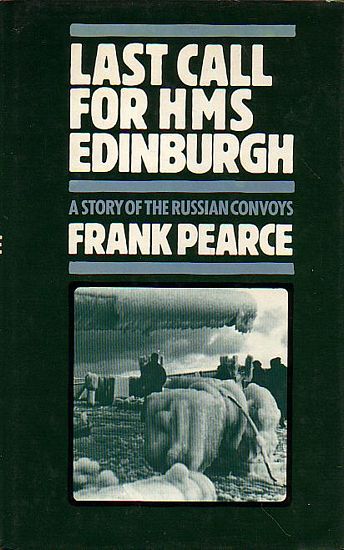 LAST CALL
FOR HMS
EDINBURGH
A STORY OF THE RUSSIAN CONVOYS
FRANK PEARCE